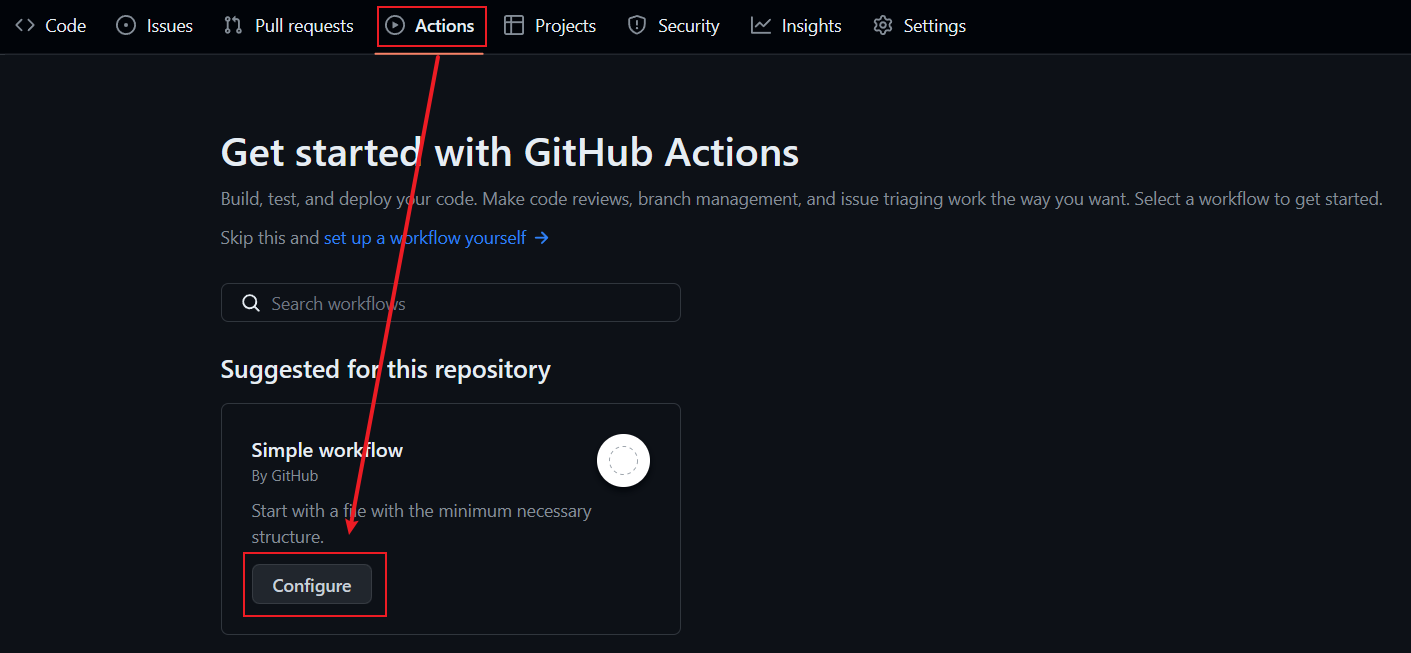 Code Issues Pull requests Actions Projects Security Insights Settings
Get started with GitHub Actions
Build, test, and deploy your code. Make code reviews, branch management, and issue triaging work the way you want. Select a workflow to get started.
Skip this and set up a workflow yourself →
Search workflows
Suggested for this repository
Simple workflow
By GitHub
Start with a file with the minimum necessary
structure.
Configure